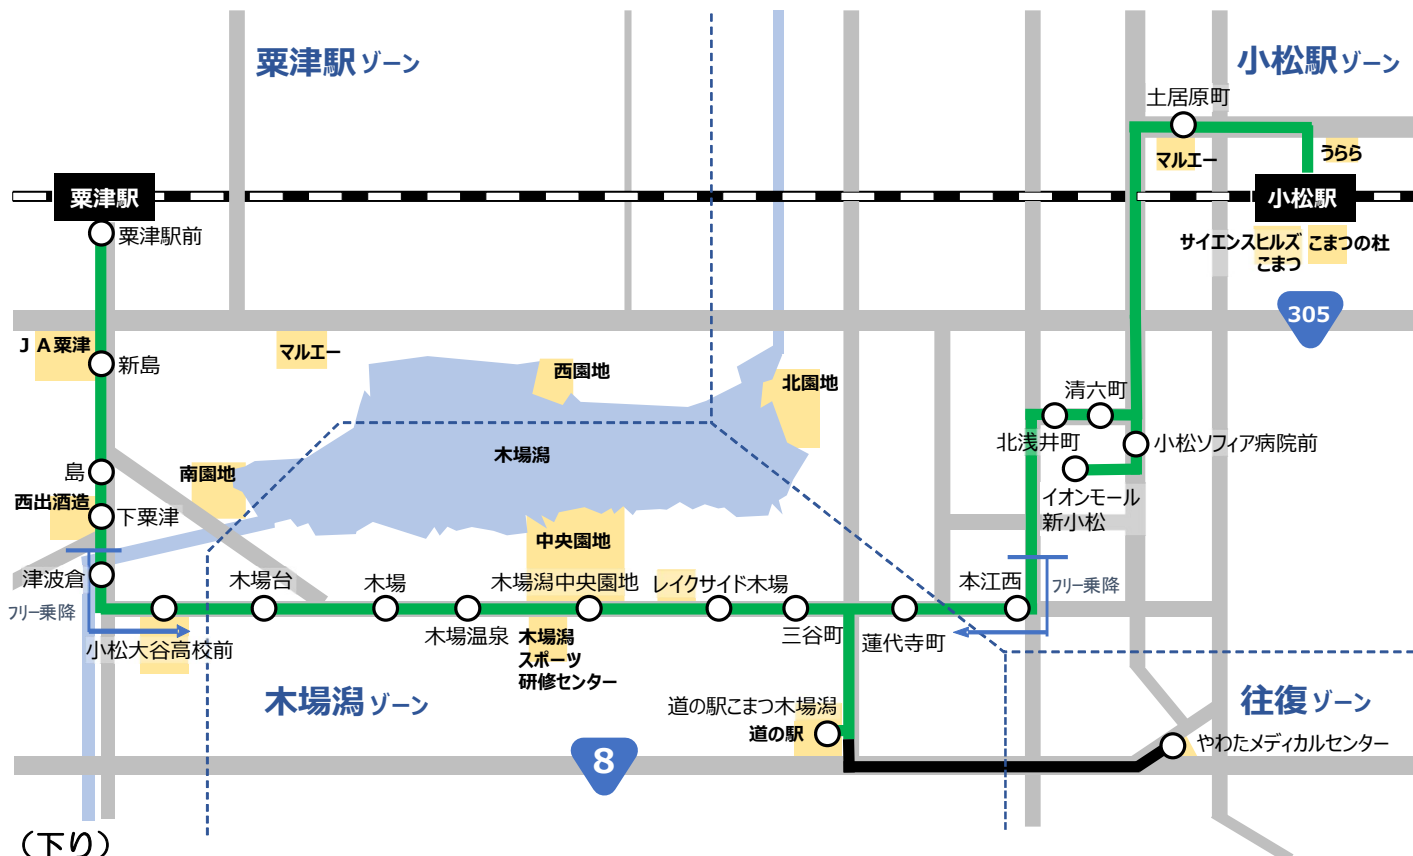 粟津駅ゾーン
小松駅ゾーン
土居原町
マルエー
うらら
粟津駅
小松駅
粟津駅前
サイエンスヒルズ
こまつ
こまつの杜
305
JA粟津
新島
マルエー
西園地
北園地
清六町
北浅井町
小松ソフィア病院前
木場潟
島
南園地
西出酒造
下粟津
イオンモール
新小松
中央園地
津波倉
フリー乗降
木場台
木場
木場潟中央園地
レイクサイド木場
本江西
フリー乗降
小松大谷高校前
木場温泉
木場潟
スポーツ
研修センター
三谷町
蓮代寺町
木場潟ゾーン
道の駅こまつ木場潟
道の駅
往復ゾーン
やわたメディカルセンター
8
（下り）